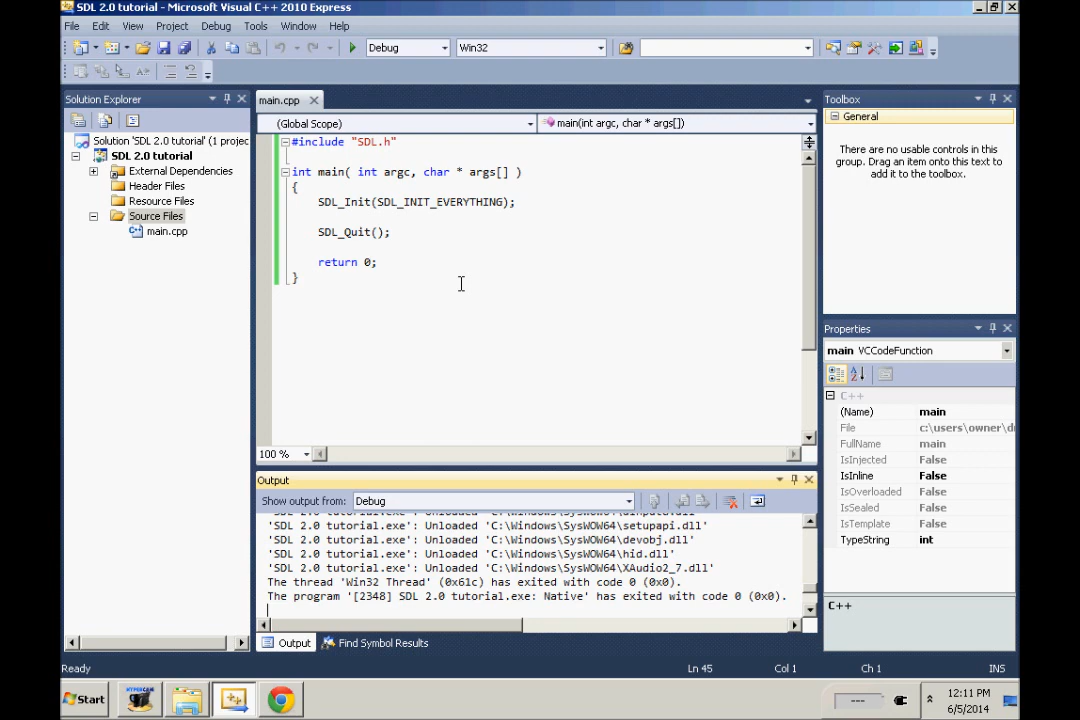 SDL 2.0 tutorial - Microsoft Visual C++ 2010 Express
File Edit View Project Debug Tools Window Help
Debug Win32
Solution Explorer
Solution 'SDL 2.0 tutorial' (1 projec
SDL 2.0 tutorial
External Dependencies
Header Files
Resource Files
Source Files
main.cpp
main.cpp
(Global Scope) main(int argc, char * args[])
#include "SDL.h"
int main( int argc, char * args[] )
{
SDL_Init(SDL_INIT_EVERYTHING);
SDL_Quit();
return 0;
}
100 %
Output
Show output from: Debug
'SDL 2.0 tutorial.exe': Unloaded 'C:\Windows\SysWOW64\setupapi.dll'
'SDL 2.0 tutorial.exe': Unloaded 'C:\Windows\SysWOW64\devobj.dll'
'SDL 2.0 tutorial.exe': Unloaded 'C:\Windows\SysWOW64\hid.dll'
'SDL 2.0 tutorial.exe': Unloaded 'C:\Windows\SysWOW64\XAudio2_7.dll'
The thread 'Win32 Thread' (0x61c) has exited with code 0 (0x0).
The program '[2348] SDL 2.0 tutorial.exe: Native' has exited with code 0 (0x0).
Output Find Symbol Results
Toolbox
General
There are no usable controls in this
group. Drag an item onto this text to
add it to the toolbox.
Properties
main VCCodeFunction
C++
(Name) main
File c:\users\owner\d
FullName main
IsInjected False
IsInline False
IsOverloaded False
IsSealed False
IsTemplate False
TypeString int
C++
Ready Ln 45 Col 1 Ch 1 INS
Start
12:11 PM
6/5/2014